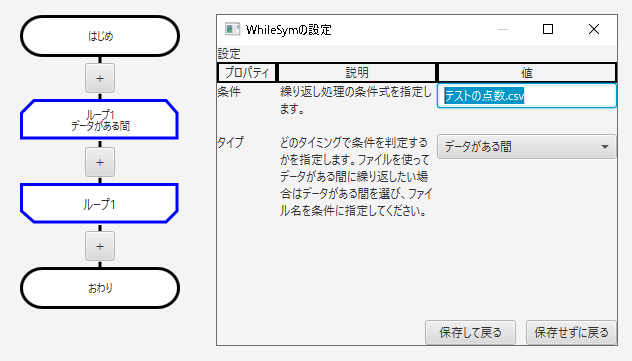 はじめ
+
ループ1
データがある間
+
ループ1
+
おわり
WhileSymの設定
設定
プロパティ 説明 値
条件 繰り返し処理の条件式を指定し テストの点数.csv
ます。
タイプ どのタイミングで条件を判定する データがある間
かを指定します。ファイルを使って
データがある間に繰り返したい場
合はデータがある間を選び、ファイ
ル名を条件に指定してください。
保存して戻る 保存せずに戻る